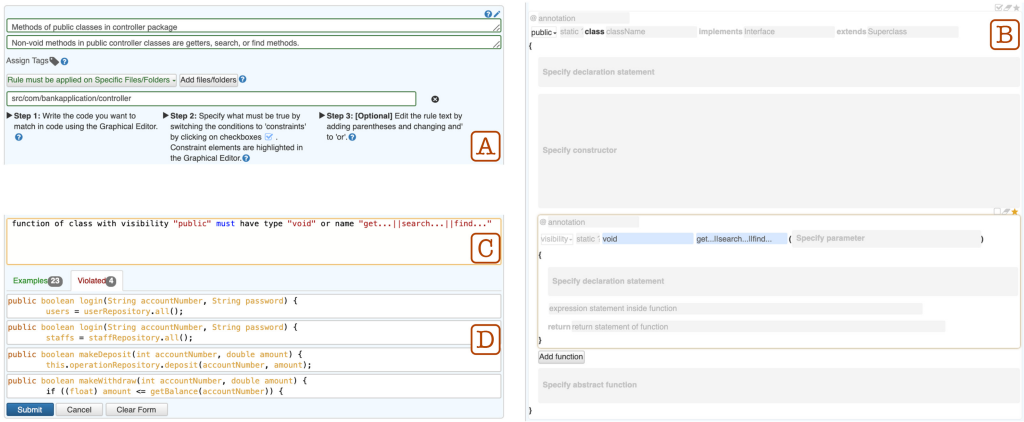 Methods of public classes in controller package
Non-void methods in public controller classes are getters, search, or find methods.
Assign Tags
Rule must be applied on Specific Files/Folders
Add files/folders
src/com/bankapplication/controller
Step 1: Write the code you want to
match in code using the Graphical Editor.
Step 2: Specify what must be true by
switching the conditions to 'constraints'
by clicking on checkboxes .
Constraint elements are highlighted in
the Graphical Editor.
Step 3: [Optional] Edit the rule text by
adding parentheses and changing and'
to 'or'.
A
function of class with visibility "public" must have type "void" or name "get...||search...||find..."
C
Examples 23
Violated 4
public boolean login(String accountNumber, String password) {
users = userRepository.all();
public boolean login(String accountNumber, String password) {
staffs = staffRepository.all();
public boolean makeDeposit(int accountNumber, double amount) {
this.operationRepository.deposit(accountNumber, amount);
public boolean makeWithdraw(int accountNumber, double amount) {
if ((float) amount <= getBalance(accountNumber)) {
D
Submit
Cancel
Clear Form
B
@ annotation
public static ' class className implements Interface extends Superclass
{
Specify declaration statement
Specify constructor
@ annotation
visibility static ' void get...||search...||find... ( Specify parameter )
{
Specify declaration statement
expression statement inside function
return return statement of function
}
Add function
Specify abstract function
}